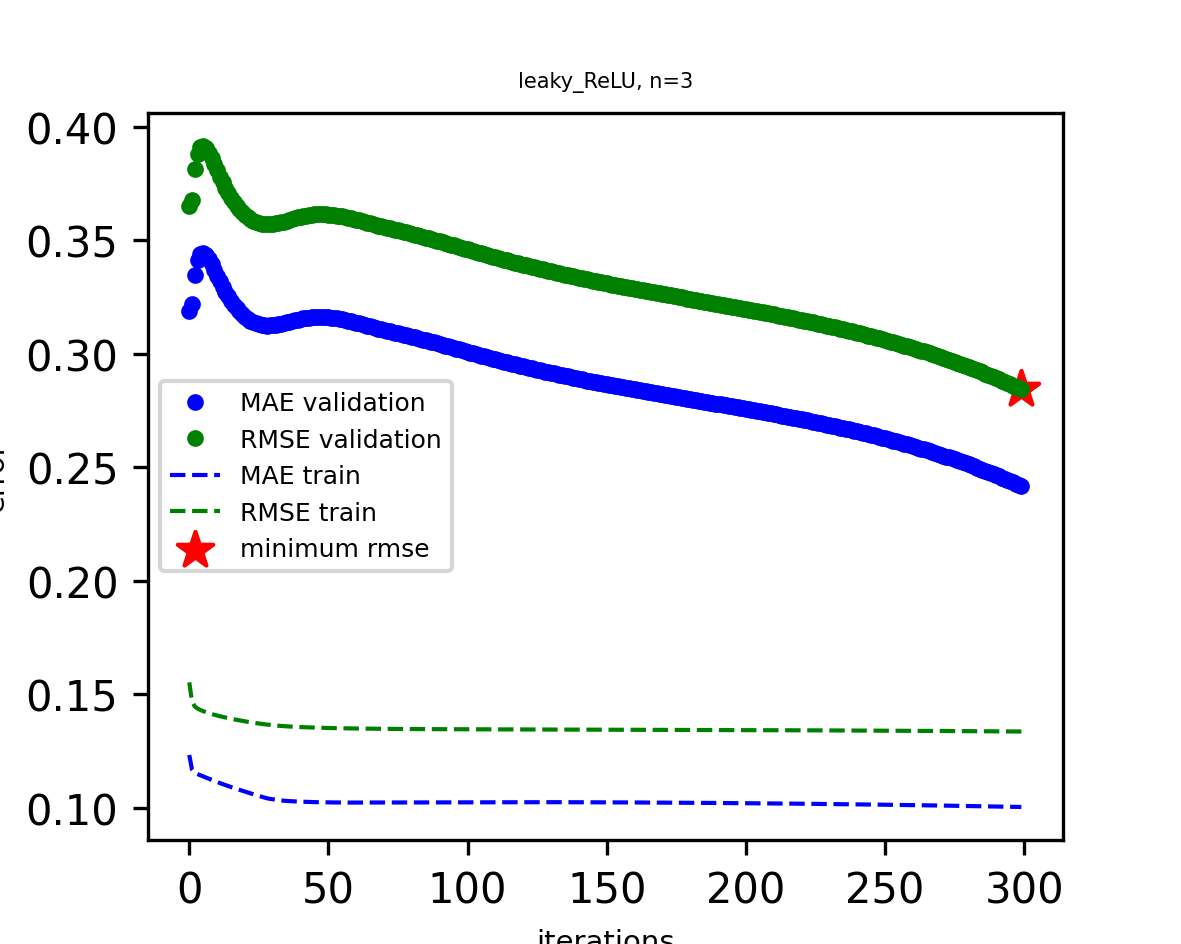 leaky_ReLU, n=3
0.40
0.35
0.30
0.25
0.20
0.15
0.10
MAE validation
RMSE validation
MAE train
RMSE train
minimum rmse
0 50 100 150 200 250 300
iterations